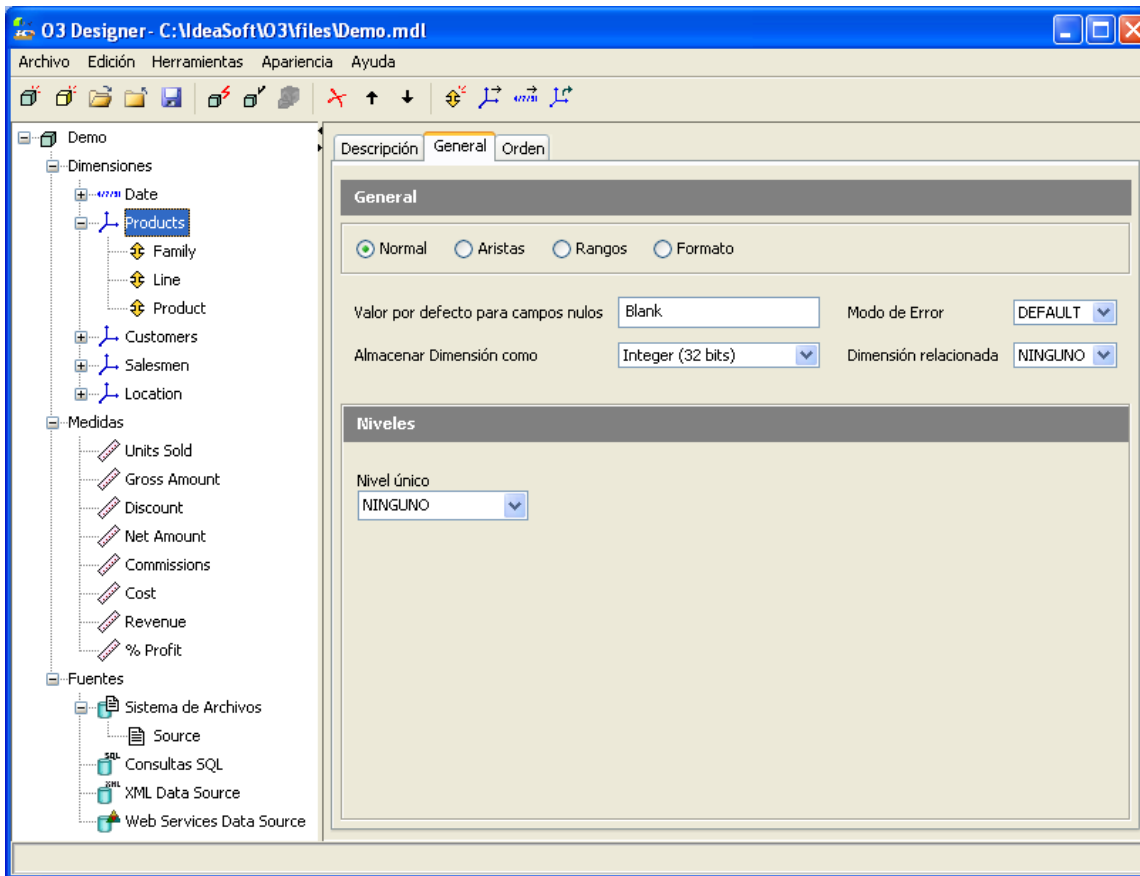 O3 Designer - C:\IdeaSoft\O3\files\Demo.mdl
Archivo Edición Herramientas Apariencia Ayuda
Demo
Dimensiones
Date
Products
Family
Line
Product
Customers
Salesmen
Location
Medidas
Units Sold
Gross Amount
Discount
Net Amount
Commissions
Cost
Revenue
% Profit
Fuentes
Sistema de Archivos
Source
SQL Consultas SQL
XML XML Data Source
Web Services Data Source
Descripción General Orden
General
Normal Aristas Rangos Formato
Valor por defecto para campos nulos Blank Modo de Error DEFAULT
Almacenar Dimensión como Integer (32 bits) Dimensión relacionada NINGUNO
Niveles
Nivel único
NINGUNO